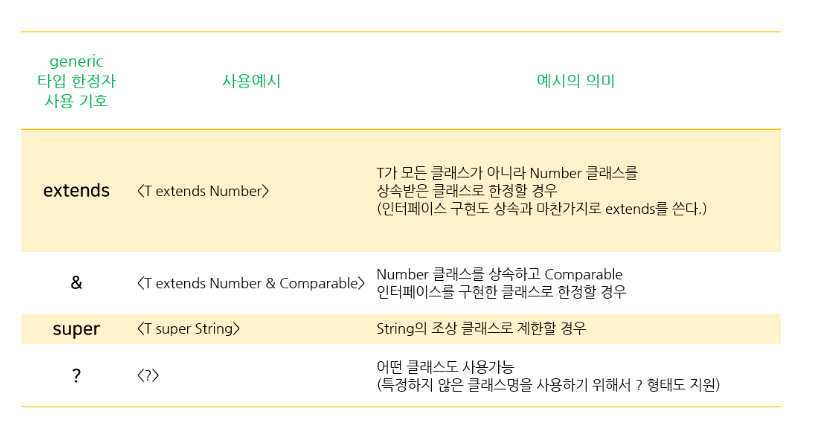 generic
타입 한정자
사용 기호
사용예시
예시의 의미
extends
<T extends Number>
T가 모든 클래스가 아니라 Number 클래스를
상속받은 클래스로 한정할 경우
(인터페이스 구현도 상속과 마찬가지로 extends를 쓴다.)
&
<T extends Number & Comparable>
Number 클래스를 상속하고 Comparable
인터페이스를 구현한 클래스로 한정할 경우
super
<T super String>
String의 조상 클래스로 제한할 경우
?
<?>
어떤 클래스도 사용가능
(특정하지 않은 클래스명을 사용하기 위해서 ? 형태도 지원)